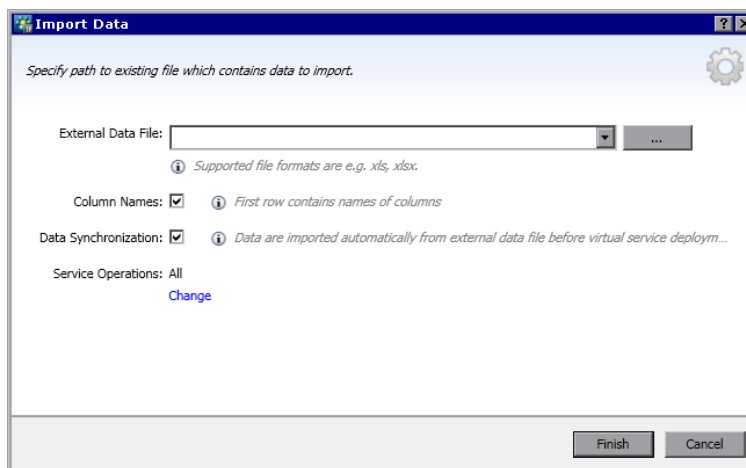 Import Data
Specify path to existing file which contains data to import.
External Data File:
...
Supported file formats are e.g. xls, xlsx.
Column Names: First row contains names of columns
Data Synchronization: Data are imported automatically from external data file before virtual service deploym...
Service Operations: All
Change
Finish Cancel